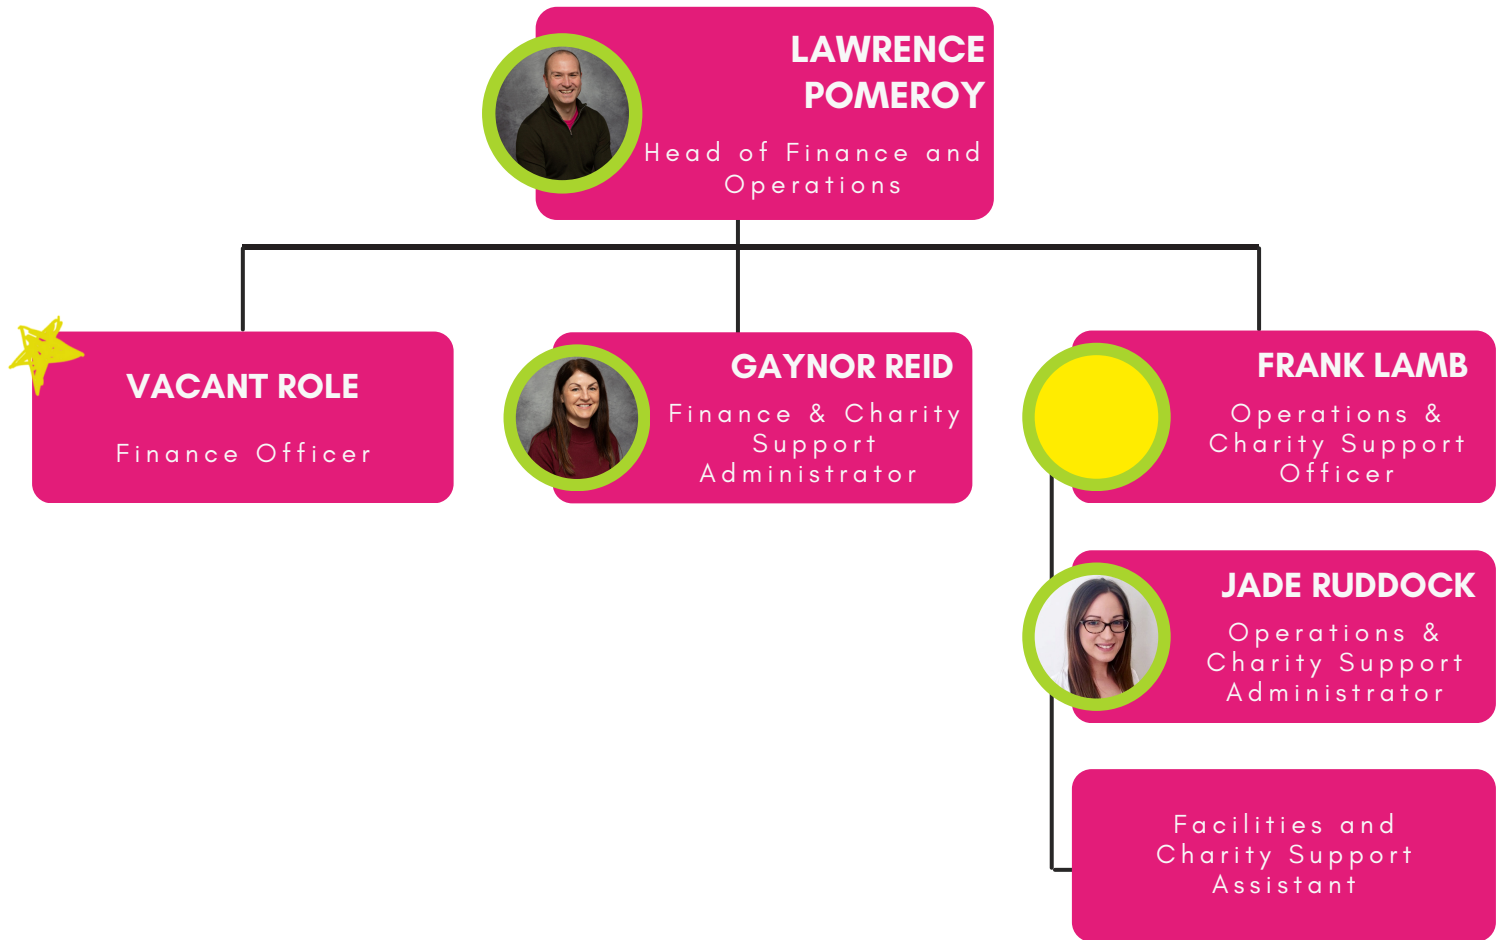 LAWRENCE
POMEROY
Head of Finance and
Operations
VACANT ROLE
Finance Officer
GAYNOR REID
Finance & Charity
Support
Administrator
FRANK LAMB
Operations &
Charity Support
Officer
JADE RUDDOCK
Operations &
Charity Support
Administrator
Facilities and
Charity Support
Assistant